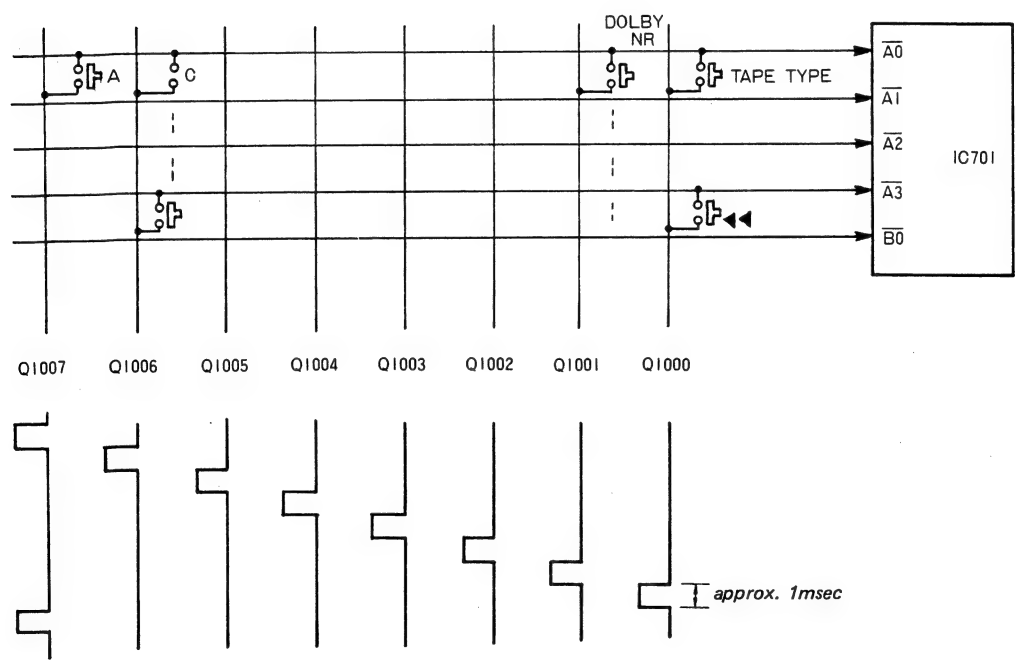 DOLBY
NR
A
C
TAPE TYPE
A0
A1
A2
A3
B0
IC701
Q1007 Q1006 Q1005 Q1004 Q1003 Q1002 Q1001 Q1000
approx. 1msec